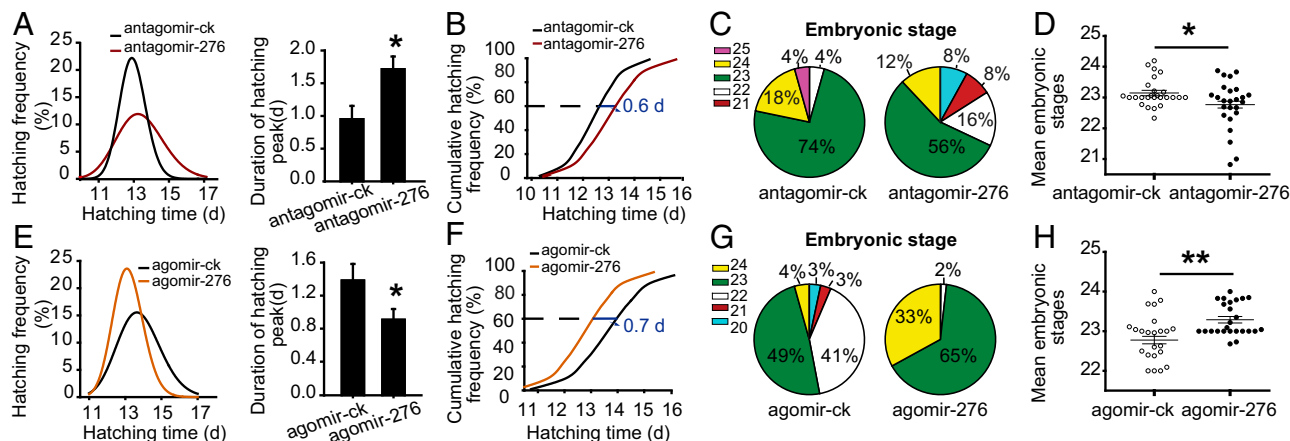 A
antagomir-ck
antagomir-276
Hatching frequency
(%)
25
20
15
10
5
0
11 13 15 17
Hatching time (d)
Duration of hatching
peak(d)
2.0
1.5
1.0
0.5
0
*
antagomir-ck
antagomir-276
B
antagomir-ck
antagomir-276
Cumulative hatching
frequency (%)
100
80
60
40
20
0
0.6 d
10 11 12 13 14 15 16
Hatching time (d)
C
Embryonic stage
25
24
23
22
21
4% 4%
18%
74%
antagomir-ck
12% 8%
8%
16%
56%
antagomir-276
D
*
Mean embryonic
stages
25
24
23
22
21
antagomir-ck antagomir-276
E
agomir-ck
agomir-276
Hatching frequency
(%)
25
20
15
10
5
0
11 13 15 17
Hatching time (d)
Duration of hatching
peak(d)
1.6
1.2
0.8
0.4
0.0
*
agomir-ck
agomir-276
F
agomir-ck
agomir-276
Cumulative hatching
frequency (%)
100
80
60
40
20
0
0.7 d
11 12 13 14 15 16
Hatching time (d)
G
Embryonic stage
24
23
22
21
20
4% 3%
3%
49% 41%
agomir-ck
2%
33%
65%
agomir-276
H
**
Mean embryonic
stages
25
24
23
22
agomir-ck agomir-276